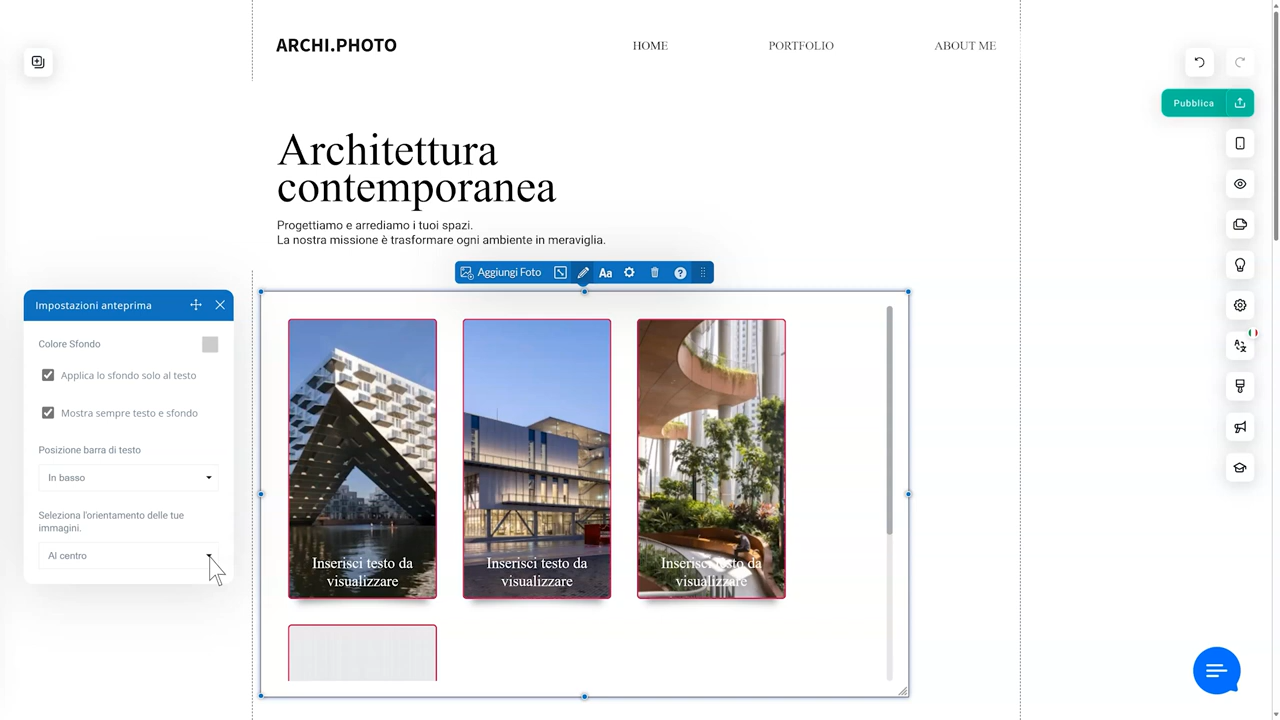 ARCHI.PHOTO
HOME
PORTFOLIO
ABOUT ME
Pubblica
Architettura
contemporanea
Progettiamo e arrediamo i tuoi spazi.
La nostra missione è trasformare ogni ambiente in meraviglia.
Aggiungi Foto
Aa
?
Impostazioni anteprima
Colore Sfondo
Applica lo sfondo solo al testo
Mostra sempre testo e sfondo
Posizione barra di testo
In basso
Seleziona l'orientamento delle tue
immagini.
Al centro
Inserisci testo da
visualizzare
Inserisci testo da
visualizzare
Inserisci testo da
visualizzare